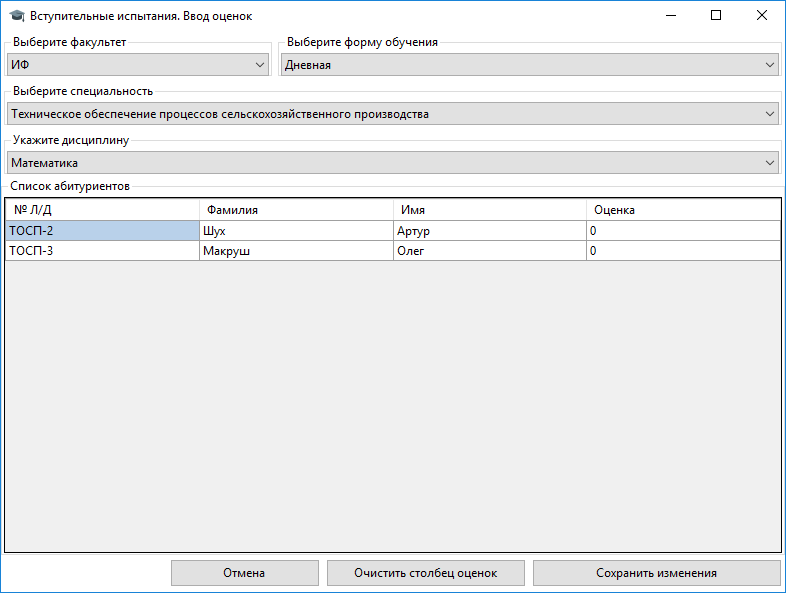 Вступительные испытания. Ввод оценок
Выберите факультет
Выберите форму обучения
ИФ
Дневная
Выберите специальность
Техническое обеспечение процессов сельскохозяйственного производства
Укажите дисциплину
Математика
Список абитуриентов
№ Л/Д Фамилия Имя Оценка
ТОСП-2 Шух Артур 0
ТОСП-3 Макруш Олег 0
Отмена Очистить столбец оценок Сохранить изменения